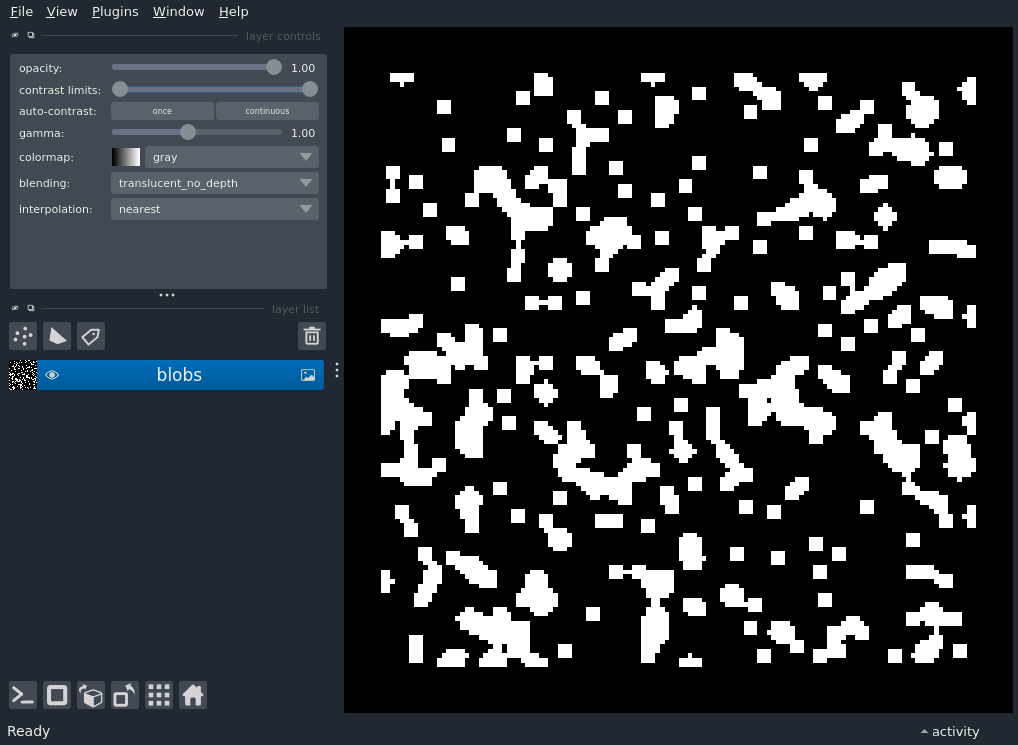 File View Plugins Window Help
layer controls
opacity: 1.00
contrast limits:
auto-contrast: once continuous
gamma: 1.00
colormap: gray
blending: translucent_no_depth
interpolation: nearest
layer list
blobs
Ready activity